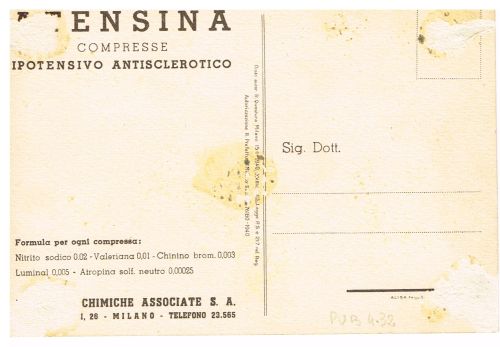 TENSINA
COMPRESSE
IPOTENSIVO ANTISCLEROTICO
Sig. Dott.
Formula per ogni compressa:
Nitrito sodico 0.02 - Valeriana 0,01 - Chinino brom. 0,003
Luminal 0,005 - Atropina solf. neutro 0,00025
CHIMICHE ASSOCIATE S. A.
1, 26 - MILANO - TELEFONO 23.565
PUB 4.38